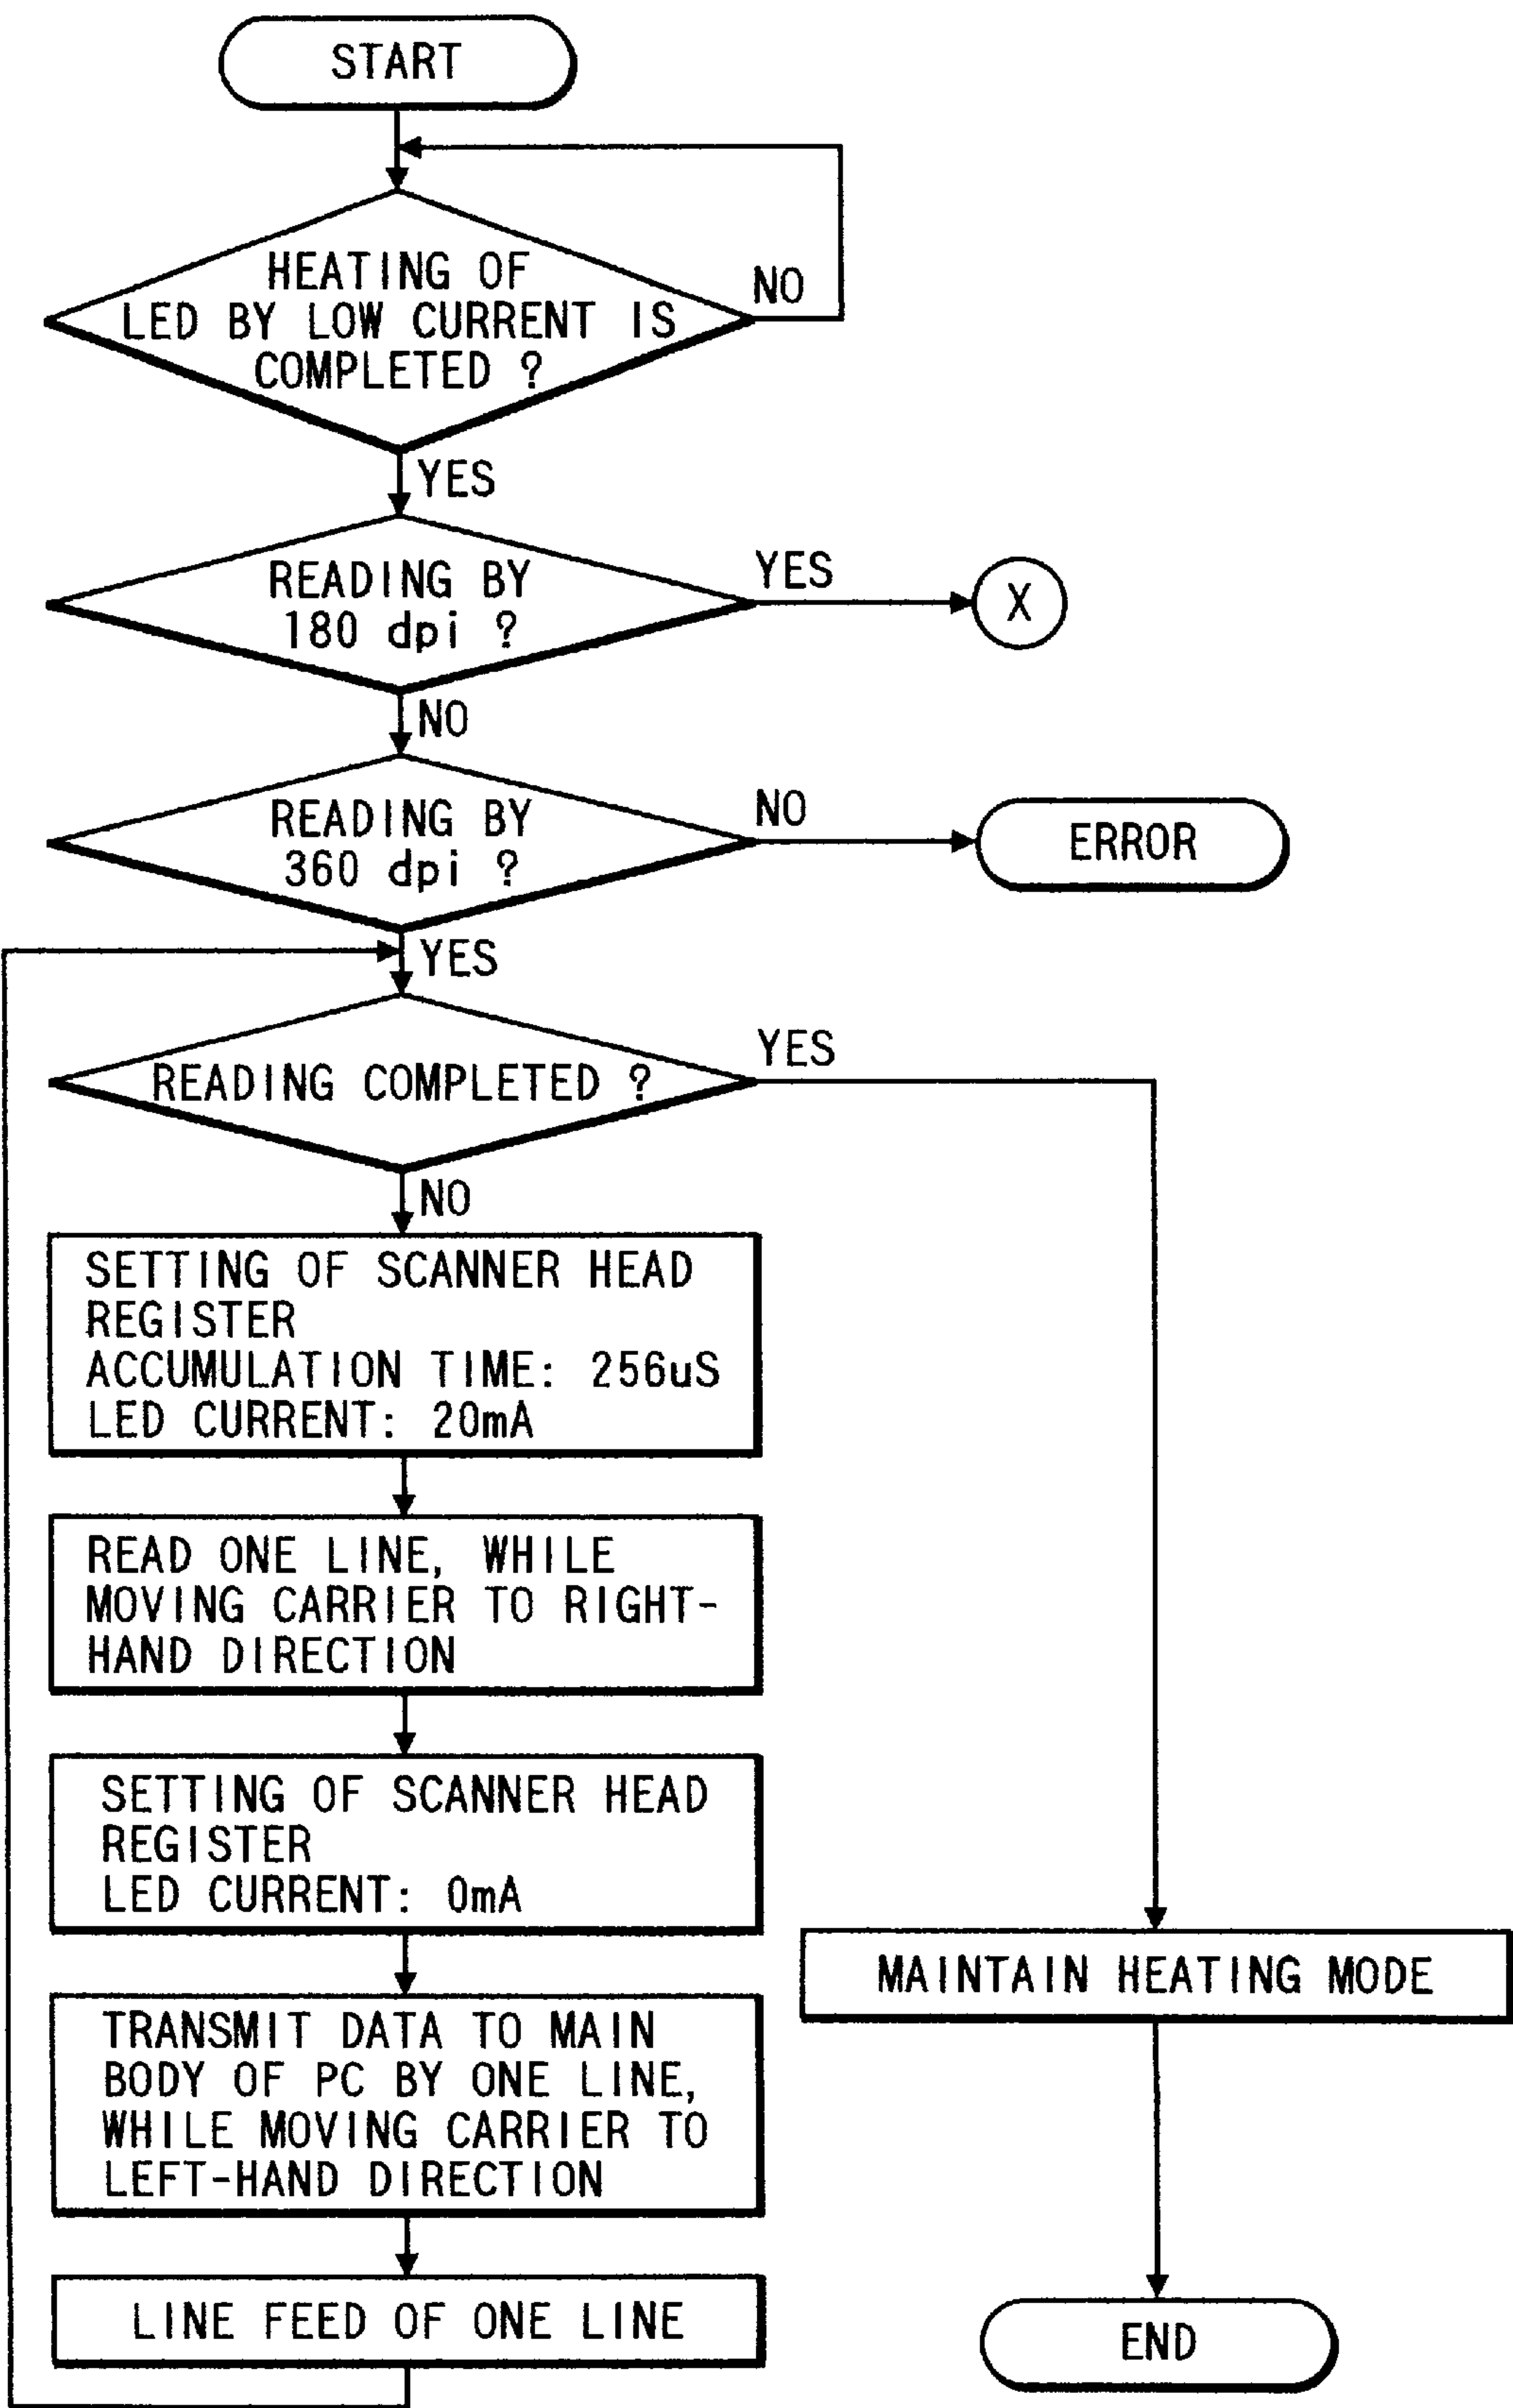 START
HEATING OF
LED BY LOW CURRENT IS
COMPLETED ?
NO
YES
READING BY
180 dpi ?
YES
X
NO
READING BY
360 dpi ?
NO
ERROR
YES
READING COMPLETED ?
YES
NO
SETTING OF SCANNER HEAD
REGISTER
ACCUMULATION TIME: 256uS
LED CURRENT: 20mA
READ ONE LINE, WHILE
MOVING CARRIER TO RIGHT-
HAND DIRECTION
SETTING OF SCANNER HEAD
REGISTER
LED CURRENT: 0mA
MAINTAIN HEATING MODE
TRANSMIT DATA TO MAIN
BODY OF PC BY ONE LINE,
WHILE MOVING CARRIER TO
LEFT-HAND DIRECTION
LINE FEED OF ONE LINE
END